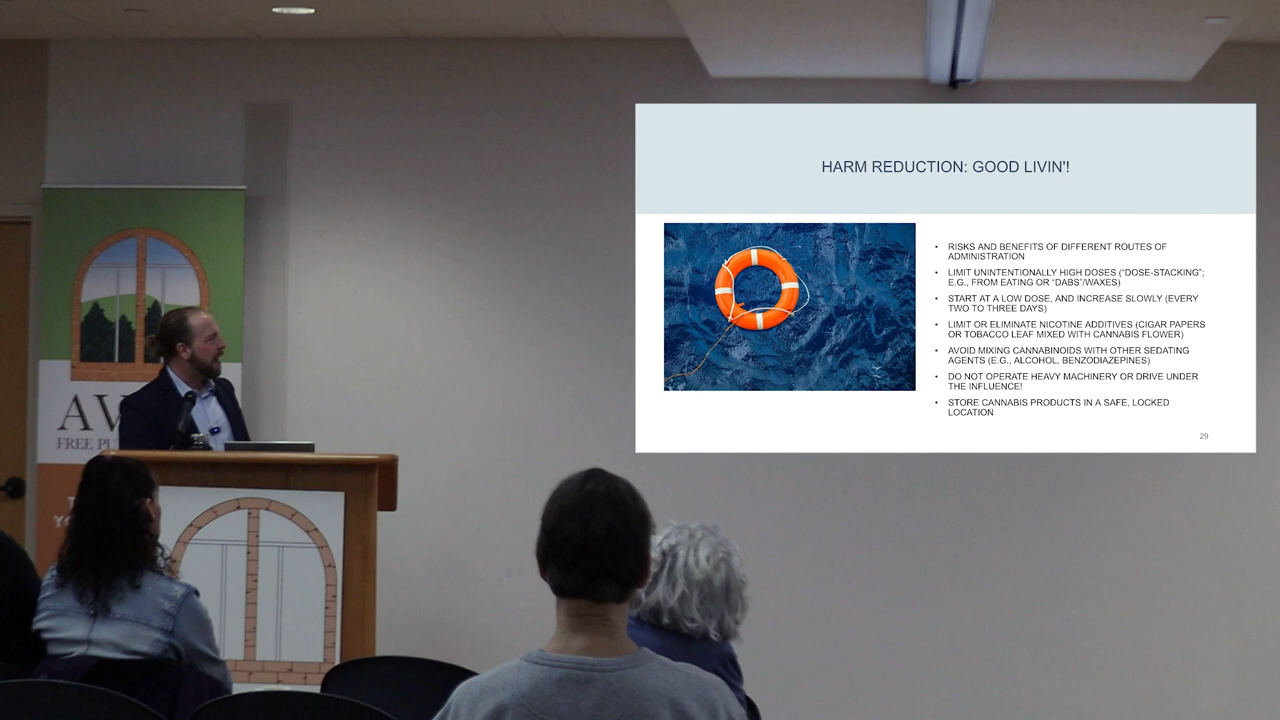 HARM REDUCTION: GOOD LIVIN'!
• RISKS AND BENEFITS OF DIFFERENT ROUTES OF
ADMINISTRATION
• LIMIT UNINTENTIONALLY HIGH DOSES ("DOSE-STACKING";
E.G., FROM EATING OR "DABS"/WAXES)
• START AT A LOW DOSE, AND INCREASE SLOWLY (EVERY
TWO TO THREE DAYS)
• LIMIT OR ELIMINATE NICOTINE ADDITIVES (CIGAR PAPERS
OR TOBACCO LEAF MIXED WITH CANNABIS FLOWER)
• AVOID MIXING CANNABINOIDS WITH OTHER SEDATING
AGENTS (E.G., ALCOHOL, BENZODIAZEPINES)
• DO NOT OPERATE HEAVY MACHINERY OR DRIVE UNDER
THE INFLUENCE!
• STORE CANNABIS PRODUCTS IN A SAFE, LOCKED
LOCATION
29
FREE